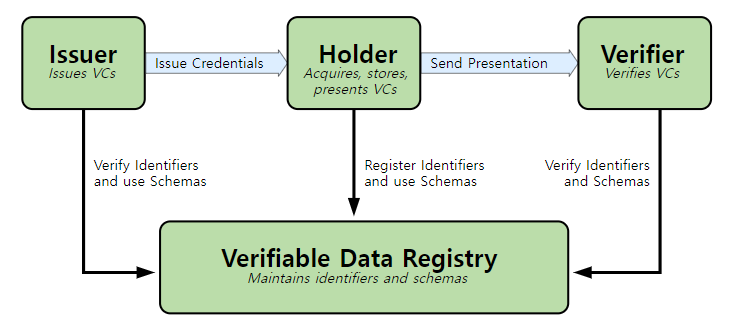 Issuer
Issues VCs
Issue Credentials
Holder
Acquires, stores,
presents VCs
Send Presentation
Verifier
Verifies VCs
Verify Identifiers
and use Schemas
Register Identifiers
and use Schemas
Verify Identifiers
and Schemas
Verifiable Data Registry
Maintains identifiers and schemas